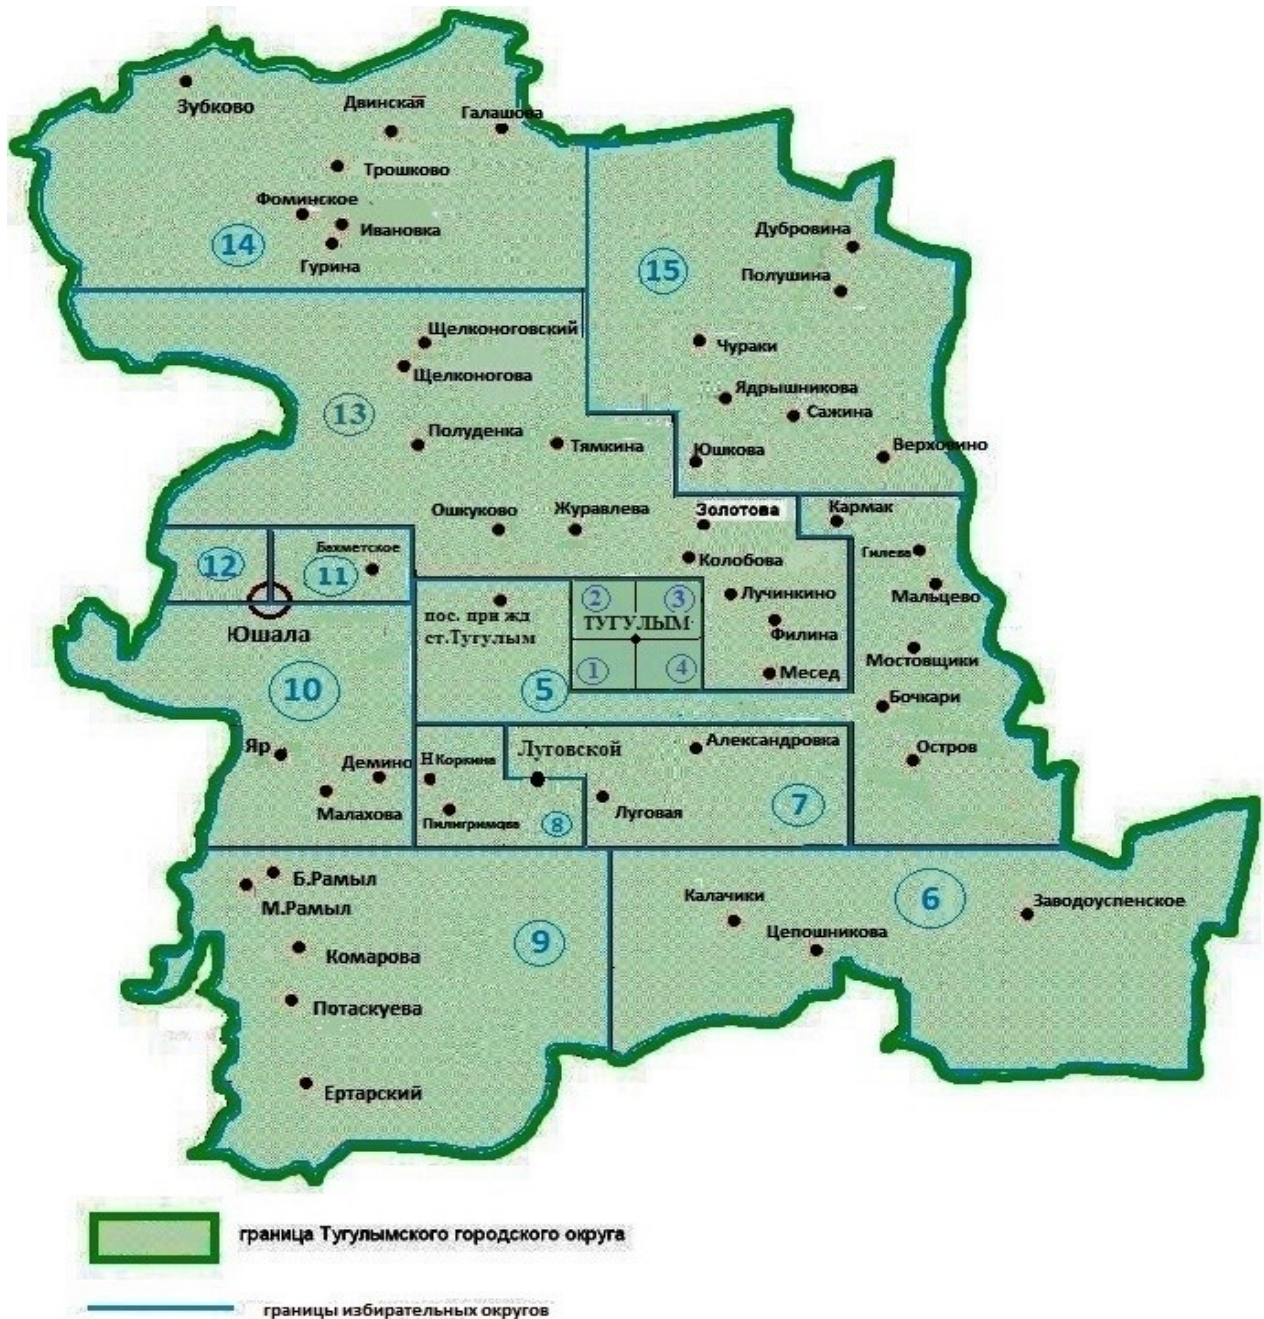 Зубково
Двинская
Галашова
Трошково
Фоминское
Ивановка
14
Гурина
Дубровина
15
Полушина
Щелконоговский
Чураки
Щелконогова
Ядрышникова
13
Сажина
Полуденка
Тямкина
Юшкова
Верховино
Ошкуково
Журавлева
Золотова
Кармак
Бахметское
Гилева
12
11
Колобова
Лучинкино
Мальцево
2
3
пос. при жд
ст.Тугулым
ТУГУЛЫМ
Юшала
Филина
Мостовщики
1
4
Месед
10
5
Бочкари
Яр
Луговской
Александровка
Остров
Демино
Н Коркина
Малахова
Пилигримова
8
Луговая
7
Б.Рамыл
М.Рамыл
Калачики
6
Заводоуспенское
Цепошникова
9
Комарова
Потаскуева
Ертарский
граница Тугулымского городского округа
границы избирательных округов